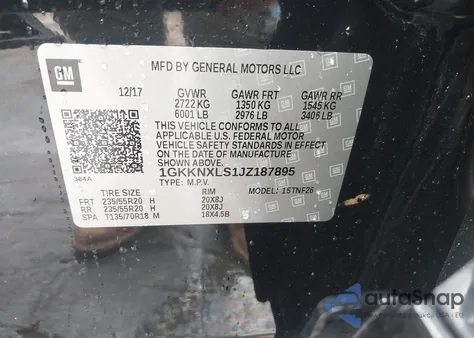 GM
MFD BY GENERAL MOTORS LLC
12/17 GVWR GAWR FRT GAWR RR
2722 KG 1350 KG 1545 KG
6001 LB 2976 LB 3406 LB
THIS VEHICLE CONFORMS TO ALL
APPLICABLE U.S. FEDERAL MOTOR
VEHICLE SAFETY STANDARDS IN EFFECT ON THE
DATE OF MANUFACTURE SHOWN ABOVE.
1GKKNXLS1JZ187895
304A TYPE: M.P.V. MODEL: 15TNF26
TIRE SIZE RIM
FRT 235/55R20 H 20X8J
RR 235/55R20 H 20X8J
SPA T135/70R18 M 18X4.5B
autoSnap